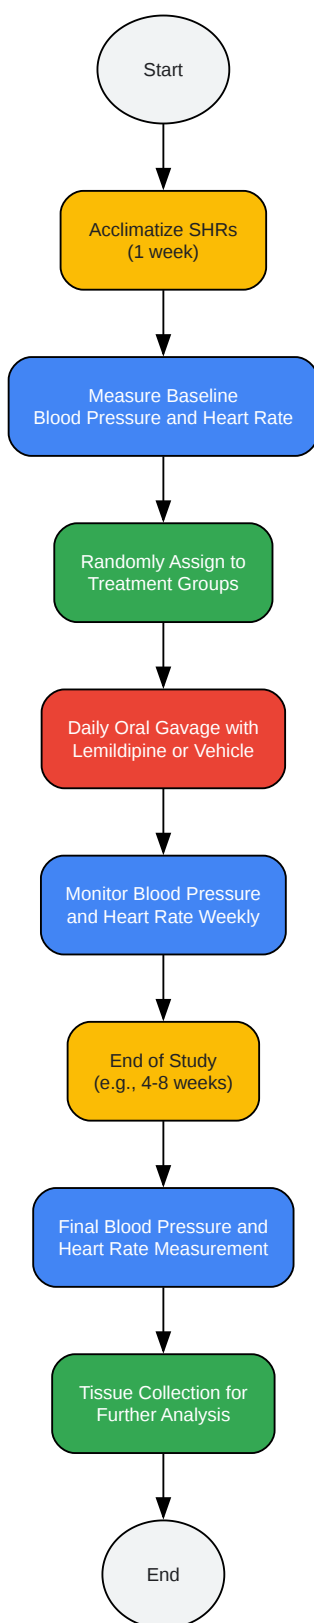 Start
Acclimatize SHRs
(1 week)
Measure Baseline
Blood Pressure and Heart Rate
Randomly Assign to
Treatment Groups
Daily Oral Gavage with
Lemildipine or Vehicle
Monitor Blood Pressure
and Heart Rate Weekly
End of Study
(e.g., 4-8 weeks)
Final Blood Pressure and
Heart Rate Measurement
Tissue Collection for
Further Analysis
End